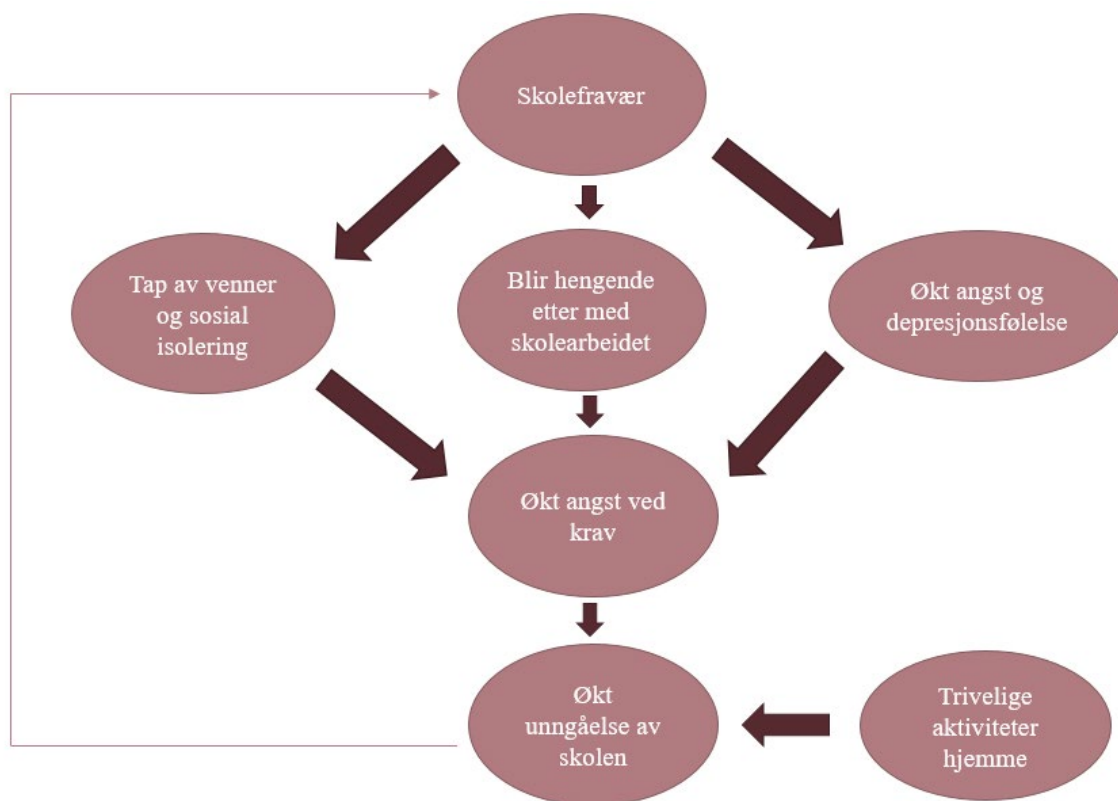 Skolefravær
Tap av venner
og sosial
isolering
Blir hengende
etter med
skolearbeidet
Økt angst og
depresjonsfølelse
Økt angst ved
krav
Økt
unngåelse av
skolen
Trivelige
aktiviteter
hjemme